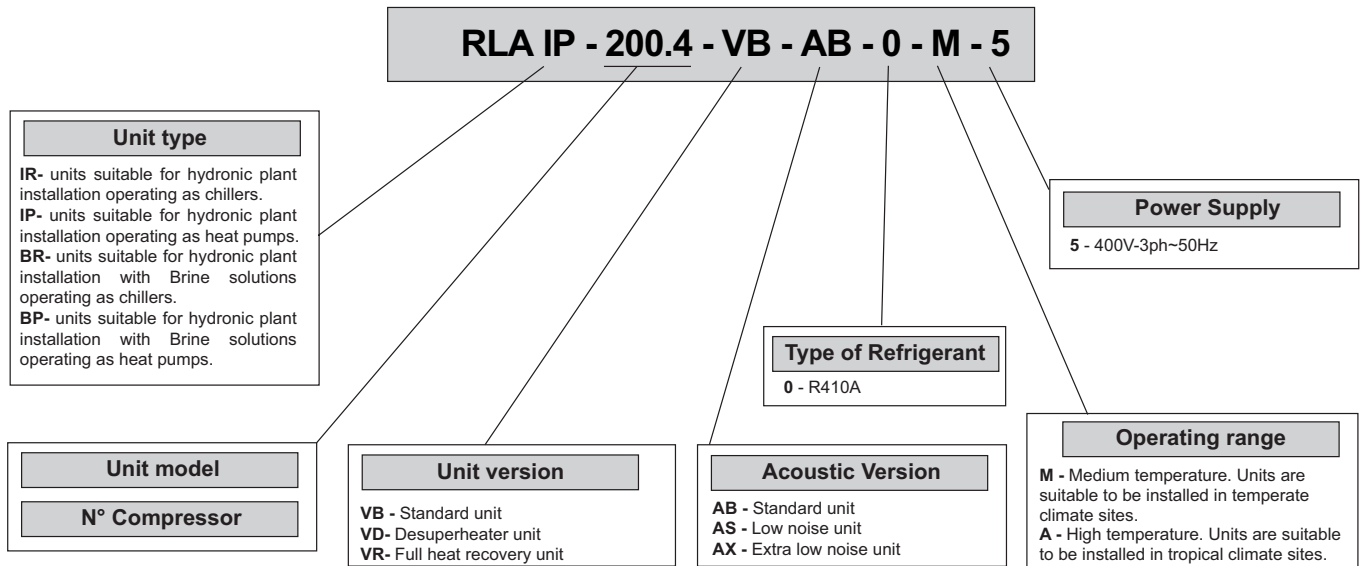 RLA IP - 200.4 - VB - AB - 0 - M - 5
Unit type
IR- units suitable for hydronic plant
installation operating as chillers.
IP- units suitable for hydronic plant
installation operating as heat pumps.
BR- units suitable for hydronic plant
installation with Brine solutions
operating as chillers.
BP- units suitable for hydronic plant
installation with Brine solutions
operating as heat pumps.
Power Supply
5 - 400V-3ph~50Hz
Type of Refrigerant
0 - R410A
Unit model
N° Compressor
Unit version
VB - Standard unit
VD- Desuperheater unit
VR- Full heat recovery unit
Acoustic Version
AB - Standard unit
AS - Low noise unit
AX - Extra low noise unit
Operating range
M - Medium temperature. Units are
suitable to be installed in temperate
climate sites.
A - High temperature. Units are suitable
to be installed in tropical climate sites.